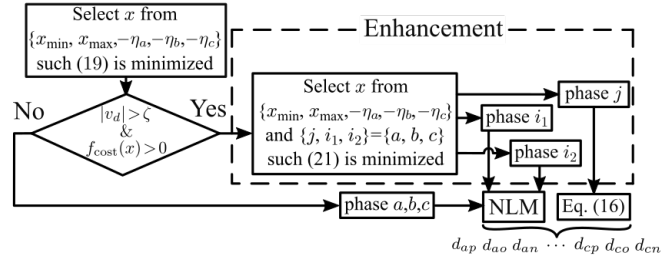 Select x from
{x_min, x_max, −η_a, −η_b, −η_c}
such (19) is minimized
Enhancement
No
|v_d|>ζ
&
f_cost(x)>0
Yes
Select x from
{x_min, x_max, −η_a, −η_b, −η_c}
and {j, i_1, i_2}={a, b, c}
such (21) is minimized
phase j
phase i_1
phase i_2
phase a,b,c
NLM
Eq. (16)
d_ap d_ao d_an ··· d_cp d_co d_cn